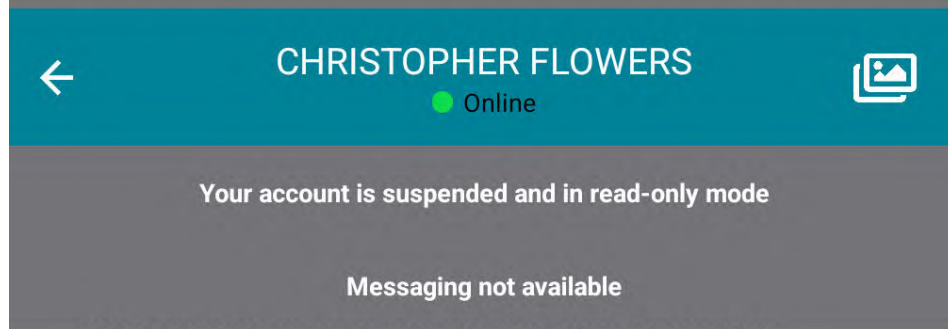 CHRISTOPHER FLOWERS
Online
Your account is suspended and in read-only mode
Messaging not available